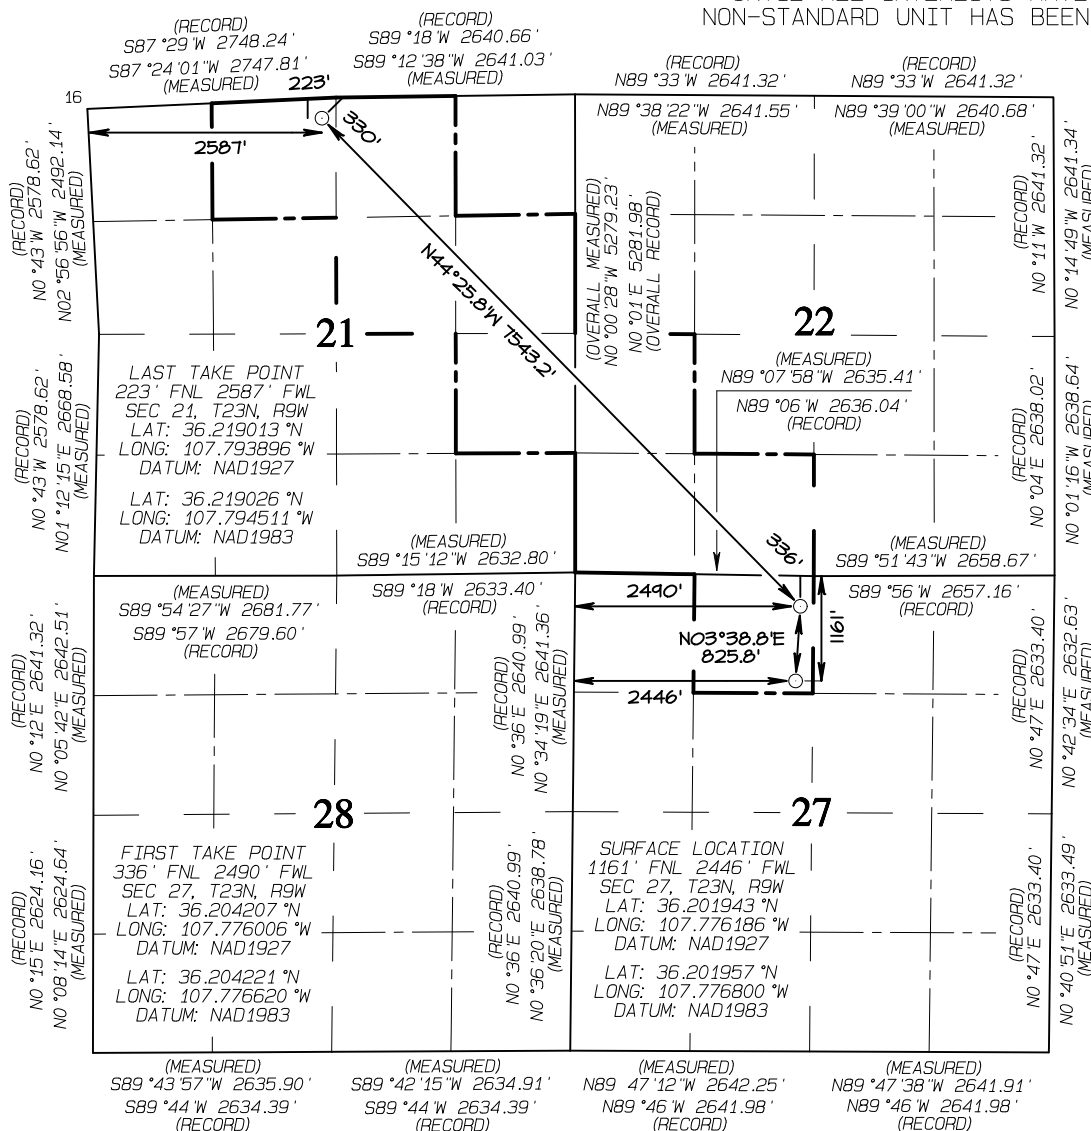 NON-STANDARD UNIT HAS BEEN
(RECORD)
S87°29'W 2748.24'
S87°24'01"W 2747.81'
(MEASURED)
(RECORD)
S89°18'W 2640.66'
S89°12'38"W 2641.03'
(MEASURED)
(RECORD)
N89°33'W 2641.32'
N89°38'22"W 2641.55'
(MEASURED)
(RECORD)
N89°33'W 2641.32'
N89°39'00"W 2640.68'
(MEASURED)
16
223'
330'
2587'
(RECORD)
N0°43'W 2578.62'
N02°56'56"W 2492.14'
(MEASURED)
(OVERALL MEASURED)
N0°00'28"W 5279.23'
N0°01'E 5281.98'
(OVERALL RECORD)
(RECORD)
N0°11'W 2641.32'
N0°14'49"W 2641.34'
(MEASURED)
N44°25.8'W 7543.2'
21
22
LAST TAKE POINT
223' FNL 2587' FWL
SEC 21, T23N, R9W
LAT: 36.219013°N
LONG: 107.793896°W
DATUM: NAD1927
LAT: 36.219026°N
LONG: 107.794511°W
DATUM: NAD1983
(RECORD)
N0°43'W 2578.62'
N01°12'15"E 2668.58'
(MEASURED)
(MEASURED)
N89°07'58"W 2635.41'
N89°06'W 2636.04'
(RECORD)
(RECORD)
N0°04'E 2638.02'
N0°01'16"W 2638.64'
(MEASURED)
(MEASURED)
S89°15'12"W 2632.80'
S89°18'W 2633.40'
(RECORD)
336'
(MEASURED)
S89°51'43"W 2658.67'
S89°56'W 2657.16'
(RECORD)
(MEASURED)
S89°54'27"W 2681.77'
S89°57'W 2679.60'
(RECORD)
2490'
N03°38.8'E
825.8'
1161'
2446'
(RECORD)
N0°12'E 2641.32'
N0°05'42"E 2642.51'
(MEASURED)
(RECORD)
N0°36'E 2640.99'
N0°34'19"E 2641.36'
(MEASURED)
(RECORD)
N0°47'E 2633.40'
N0°42'34"E 2632.63'
(MEASURED)
28
27
FIRST TAKE POINT
336' FNL 2490' FWL
SEC 27, T23N, R9W
LAT: 36.204207°N
LONG: 107.776006°W
DATUM: NAD1927
LAT: 36.204221°N
LONG: 107.776620°W
DATUM: NAD1983
SURFACE LOCATION
1161' FNL 2446' FWL
SEC 27, T23N, R9W
LAT: 36.201943°N
LONG: 107.776186°W
DATUM: NAD1927
LAT: 36.201957°N
LONG: 107.776800°W
DATUM: NAD1983
(RECORD)
N0°15'E 2624.16'
N0°08'14"E 2624.64'
(MEASURED)
(RECORD)
N0°36'E 2640.99'
N0°36'20"E 2638.78'
(MEASURED)
(RECORD)
N0°47'E 2633.40'
N0°40'51"E 2633.49'
(MEASURED)
(MEASURED)
S89°43'57"W 2635.90'
S89°44'W 2634.39'
(RECORD)
(MEASURED)
S89°42'15"W 2634.91'
S89°44'W 2634.39'
(RECORD)
(MEASURED)
N89 47'12"W 2642.25'
N89°46'W 2641.98'
(RECORD)
(MEASURED)
N89°47'38"W 2641.91'
N89°46'W 2641.98'
(RECORD)